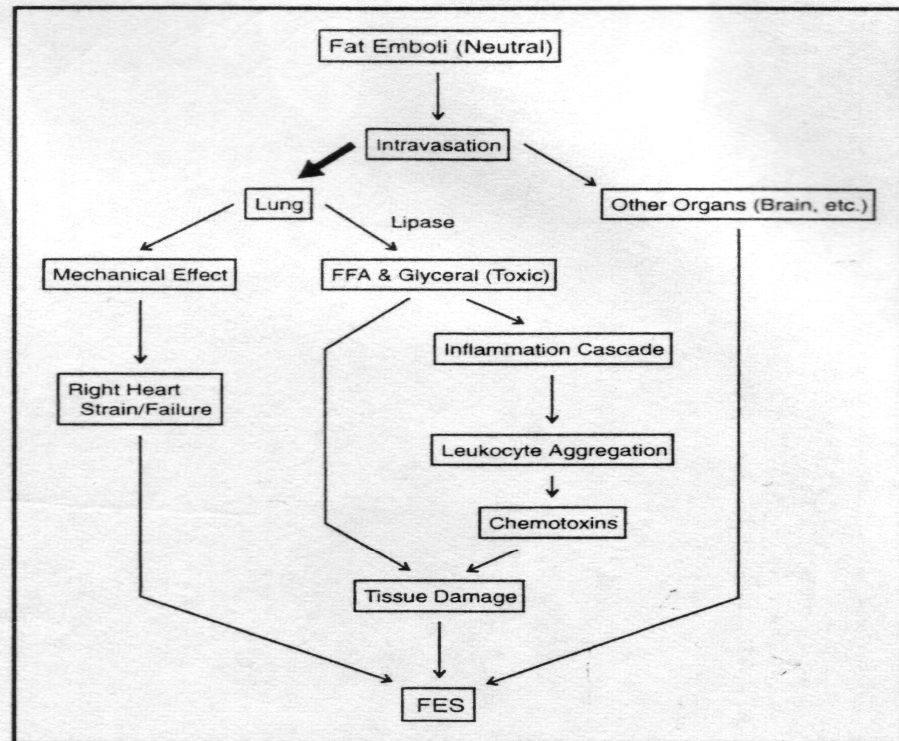 Fat Emboli (Neutral)
Intravasation
Lung
Other Organs (Brain, etc.)
Lipase
Mechanical Effect
FFA & Glyceral (Toxic)
Inflammation Cascade
Right Heart
Strain/Failure
Leukocyte Aggregation
Chemotoxins
Tissue Damage
FES